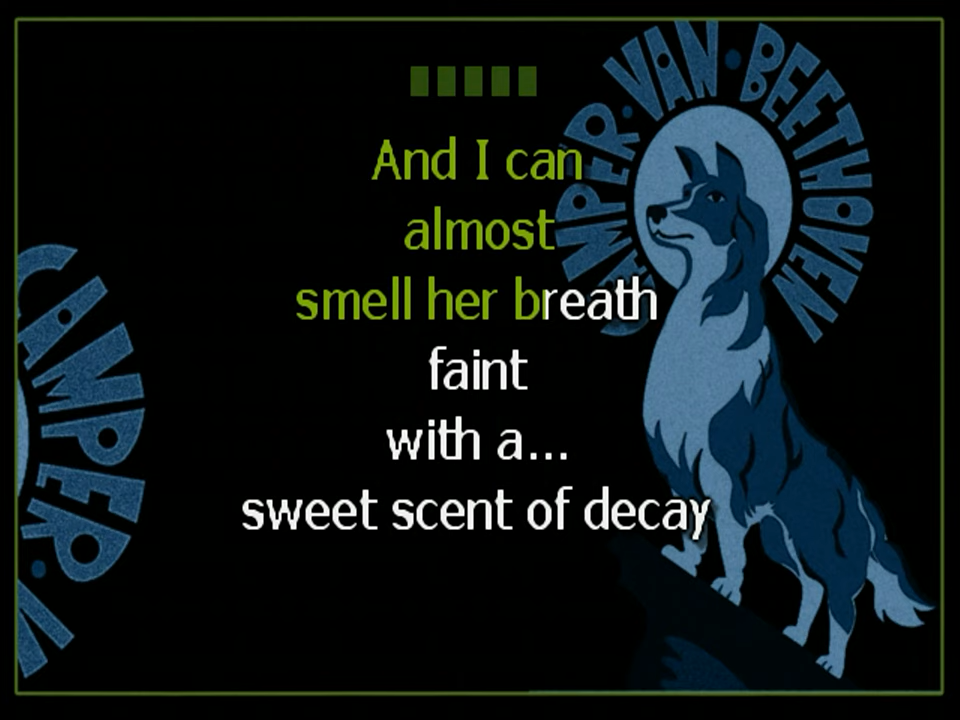 CAMPER VAN BEETHOVEN
And I can
almost
smell her breath
faint
with a...
sweet scent of decay
CAMPER · V